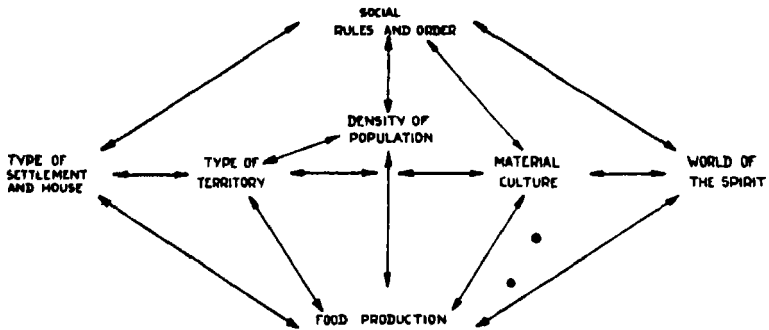 SOCIAL
RULES AND ORDER
DENSITY OF
POPULATION
TYPE OF
SETTLEMENT
AND HOUSE
TYPE OF
TERRITORY
MATERIAL
CULTURE
WORLD OF
THE SPIRIT
FOOD PRODUCTION